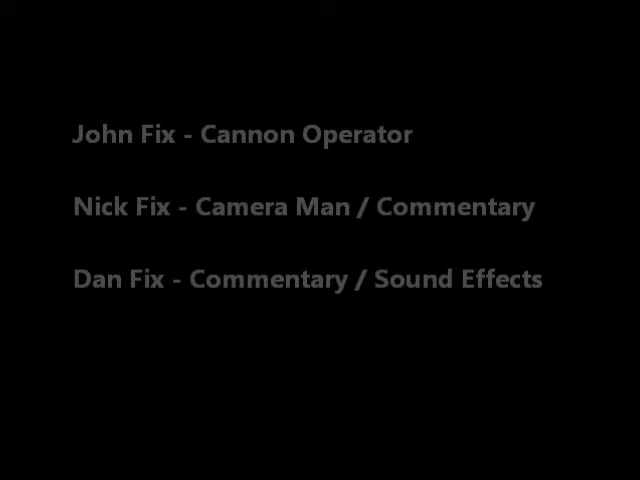 John Fix - Cannon Operator
Nick Fix - Camera Man / Commentary
Dan Fix - Commentary / Sound Effects